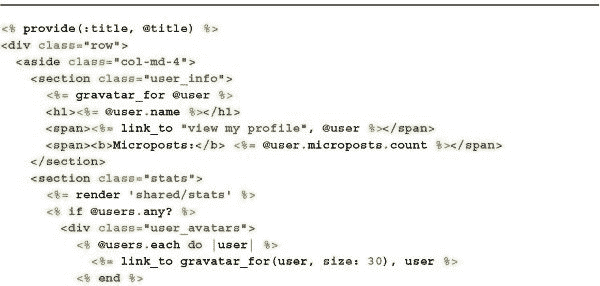 <% provide(:title, @title) %>
<div class="row">
<aside class="col-md-4">
<section class="user_info">
<%= gravatar_for @user %>
<h1><%= @user.name %></h1>
<span><%= link_to "view my profile", @user %></span>
<span><b>Microposts:</b> <%= @user.microposts.count %></span>
</section>
<section class="stats">
<%= render 'shared/stats' %>
<% if @users.any? %>
<div class="user_avatars">
<% @users.each do |user| %>
<%= link_to gravatar_for(user, size: 30), user %>
<% end %>